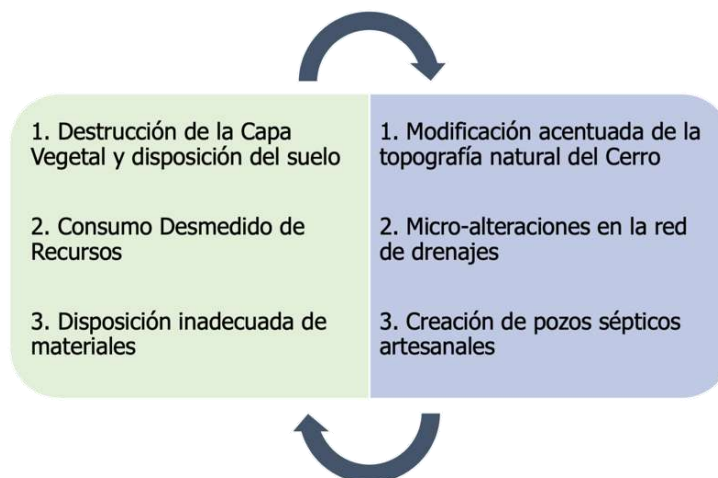 1. Destrucción de la Capa
Vegetal y disposición del suelo
2. Consumo Desmedido de
Recursos
3. Disposición inadecuada de
materiales
1. Modificación acentuada de la
topografía natural del Cerro
2. Micro-alteraciones en la red
de drenajes
3. Creación de pozos sépticos
artesanales